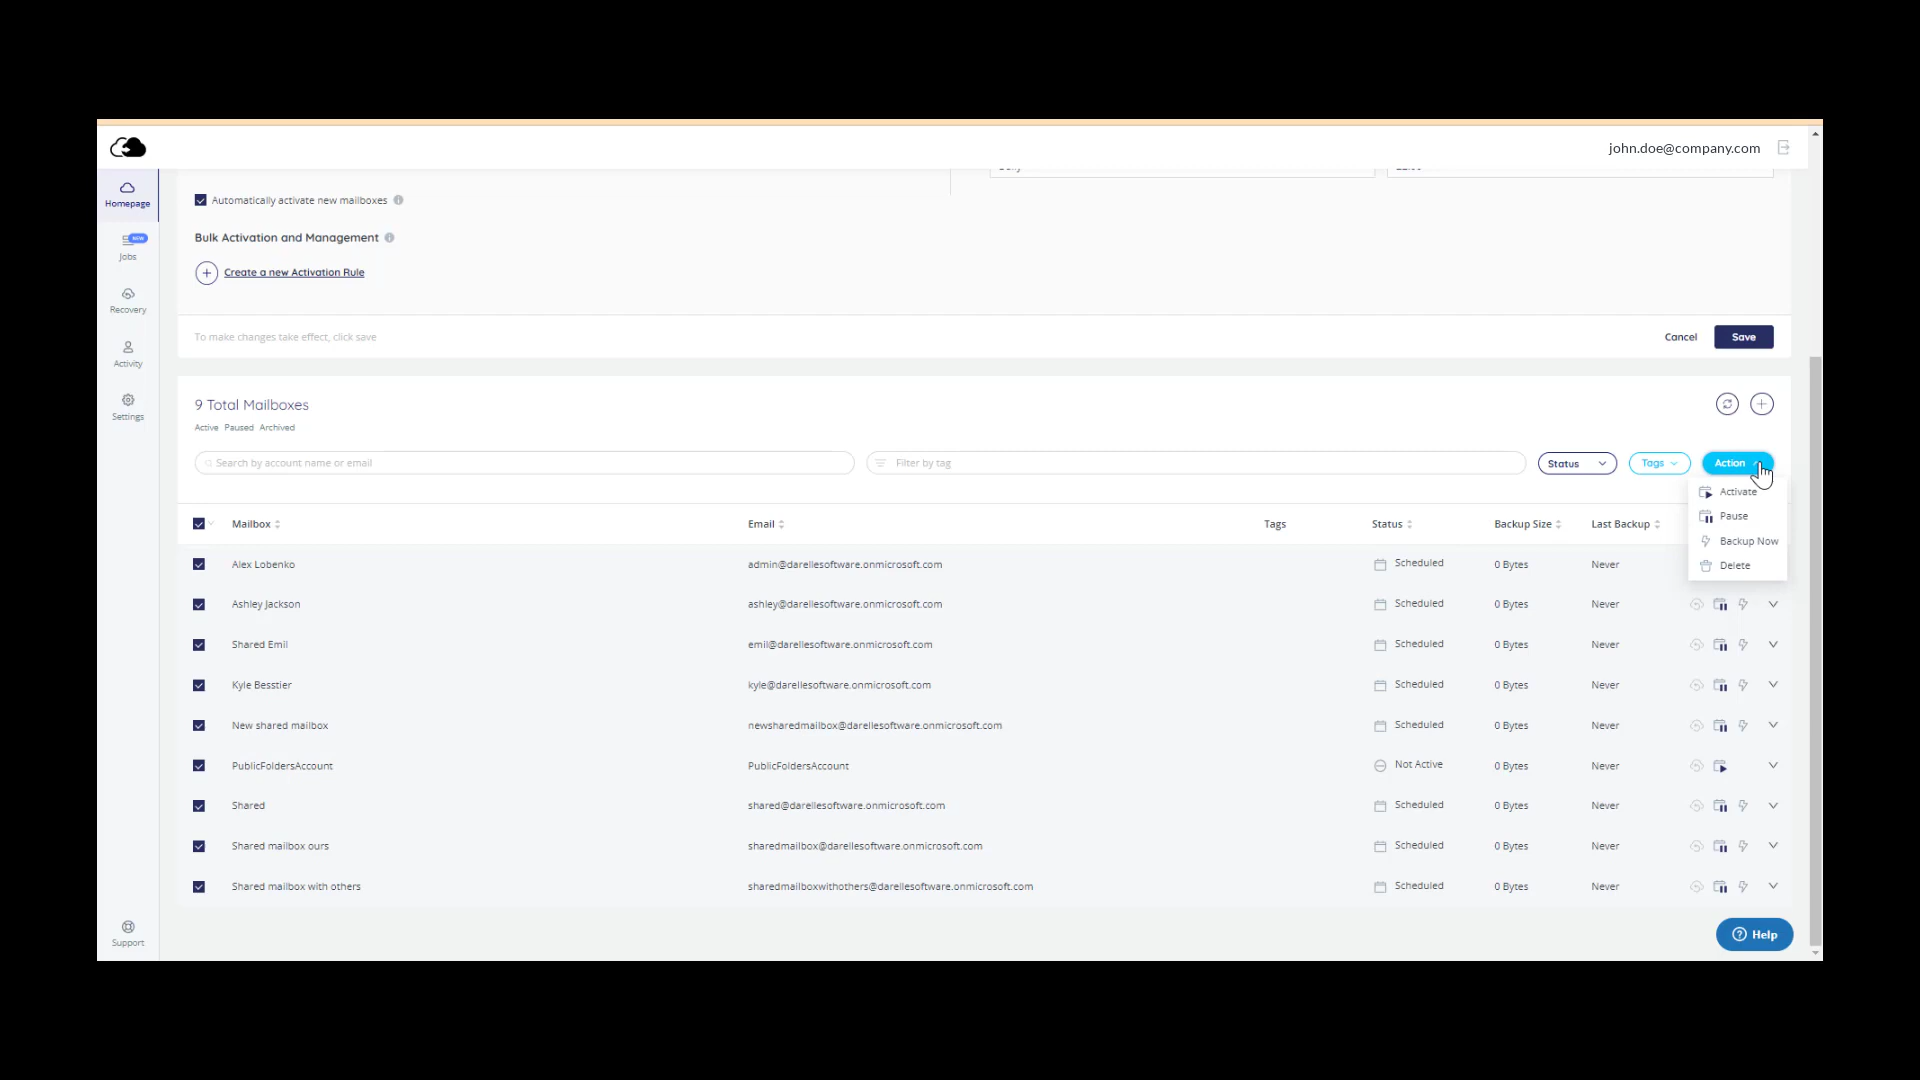 john.doe@company.com
Homepage
NEW
Jobs
Recovery
Activity
Settings
Support
Automatically activate new mailboxes
Bulk Activation and Management
Create a new Activation Rule
To make changes take effect, click save
Cancel
Save
9 Total Mailboxes
Active Paused Archived
Search by account name or email
Filter by tag
Status
Tags
Action
Activate
Pause
Backup Now
Delete
Mailbox Email Tags Status Backup Size Last Backup
Alex Lobenko admin@darellesoftware.onmicrosoft.com Scheduled 0 Bytes Never
Ashley Jackson ashley@darellesoftware.onmicrosoft.com Scheduled 0 Bytes Never
Shared Emil emil@darellesoftware.onmicrosoft.com Scheduled 0 Bytes Never
Kyle Besstier kyle@darellesoftware.onmicrosoft.com Scheduled 0 Bytes Never
New shared mailbox newsharedmailbox@darellesoftware.onmicrosoft.com Scheduled 0 Bytes Never
PublicFoldersAccount PublicFoldersAccount Not Active 0 Bytes Never
Shared shared@darellesoftware.onmicrosoft.com Scheduled 0 Bytes Never
Shared mailbox ours sharedmailbox@darellesoftware.onmicrosoft.com Scheduled 0 Bytes Never
Shared mailbox with others sharedmailboxwithothers@darellesoftware.onmicrosoft.com Scheduled 0 Bytes Never
Help